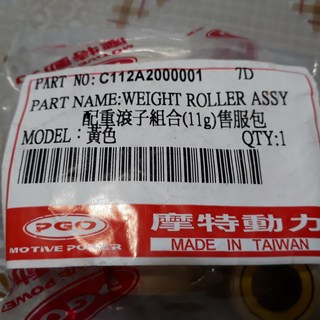 PART NO:C112A2000001 7D
PART NAME:WEIGHT ROLLER ASSY
配重滾子組合(11g)售服包
MODEL:黃色 QTY:1
PGO 摩特動力
MOTIVE POWER MADE IN TAIWAN